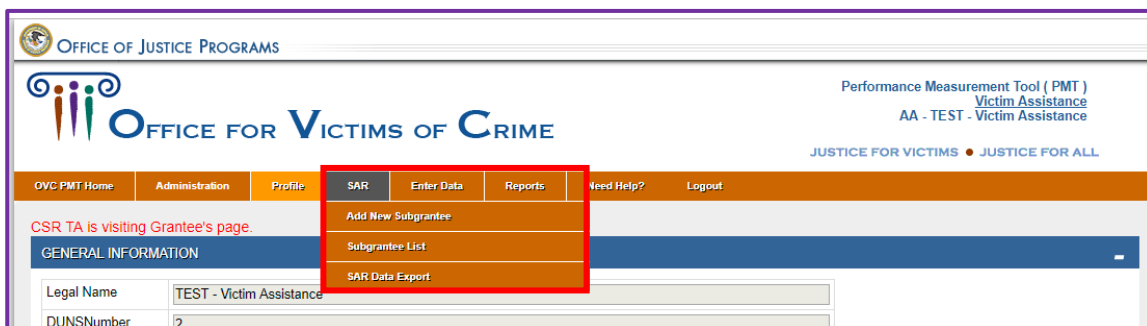 OFFICE OF JUSTICE PROGRAMS
OFFICE FOR VICTIMS OF CRIME
Performance Measurement Tool ( PMT )
Victim Assistance
AA - TEST - Victim Assistance
JUSTICE FOR VICTIMS ● JUSTICE FOR ALL
OVC PMT Home Administration Profile SAR Enter Data Reports Need Help? Logout
Add New Subgrantee
Subgrantee List
SAR Data Export
CSR TA is visiting Grantee's page.
GENERAL INFORMATION
Legal Name TEST - Victim Assistance
DUNSNumber 2